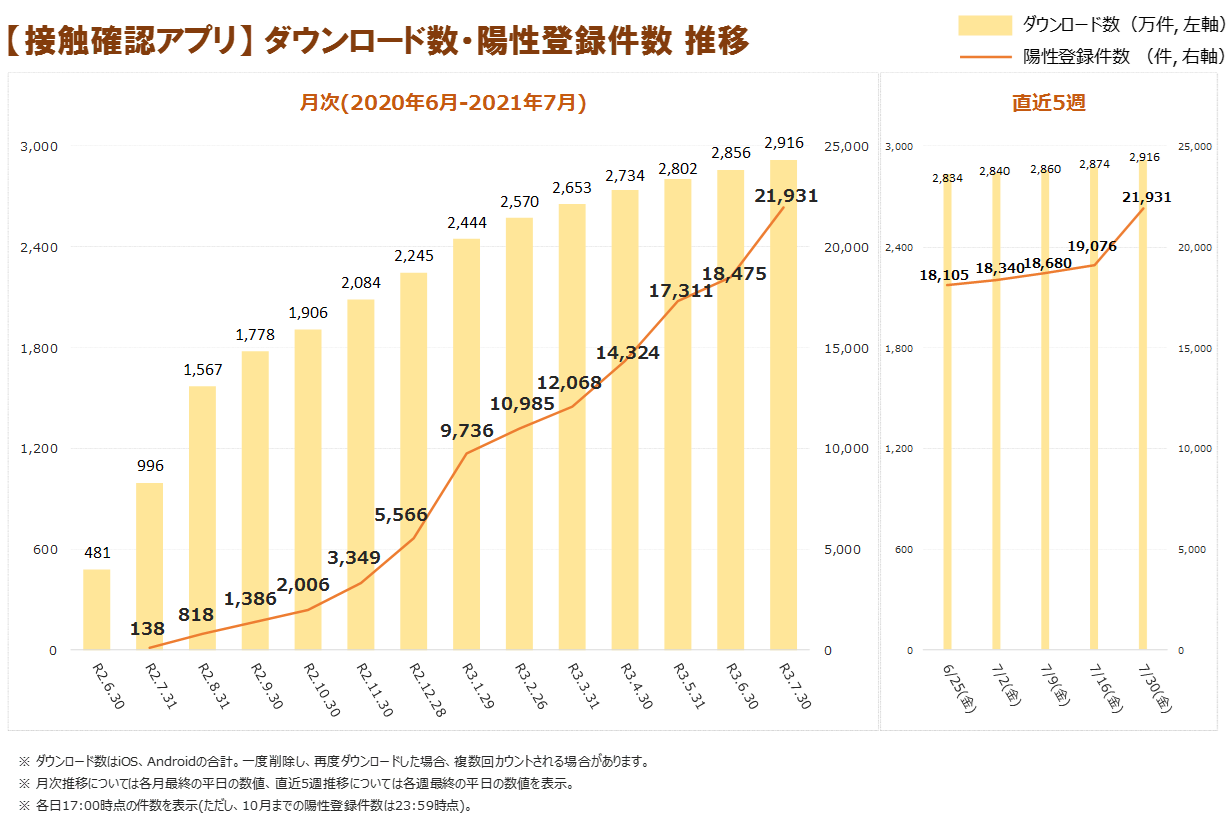 【接触確認アプリ】ダウンロード数・陽性登録件数 推移
ダウンロード数（万件, 左軸）
陽性登録件数 （件, 右軸）
月次(2020年6月-2021年7月)
3,000
2,400
1,800
1,200
600
0
25,000
20,000
15,000
10,000
5,000
0
481
996
1,567
1,778
1,906
2,084
2,245
2,444
2,570
2,653
2,734
2,802
2,856
2,916
138
818
1,386
2,006
3,349
5,566
9,736
10,985
12,068
14,324
17,311
18,475
21,931
R2.6.30
R2.7.31
R2.8.31
R2.9.30
R2.10.30
R2.11.30
R2.12.28
R3.1.29
R3.2.26
R3.3.31
R3.4.30
R3.5.31
R3.6.30
R3.7.30
直近5週
3,000
2,400
1,800
1,200
600
0
25,000
20,000
15,000
10,000
5,000
0
2,834
2,840
2,860
2,874
2,916
18,105
18,340
18,680
19,076
21,931
6/25(金)
7/2(金)
7/9(金)
7/16(金)
7/30(金)
※ ダウンロード数はiOS、Androidの合計。一度削除し、再度ダウンロードした場合、複数回カウントされる場合があります。
※ 月次推移については各月最終の平日の数値、直近5週推移については各週最終の平日の数値を表示。
※ 各日17:00時点の件数を表示(ただし、10月までの陽性登録件数は23:59時点)。